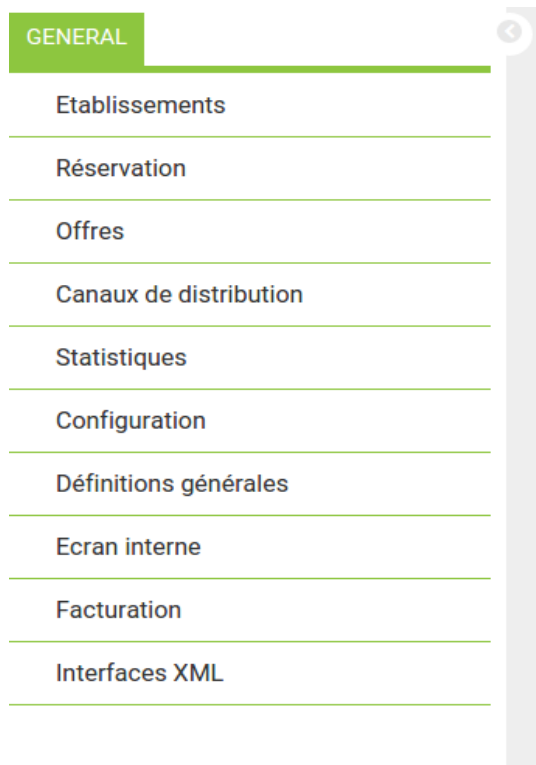 GENERAL
Etablissements
Réservation
Offres
Canaux de distribution
Statistiques
Configuration
Définitions générales
Ecran interne
Facturation
Interfaces XML